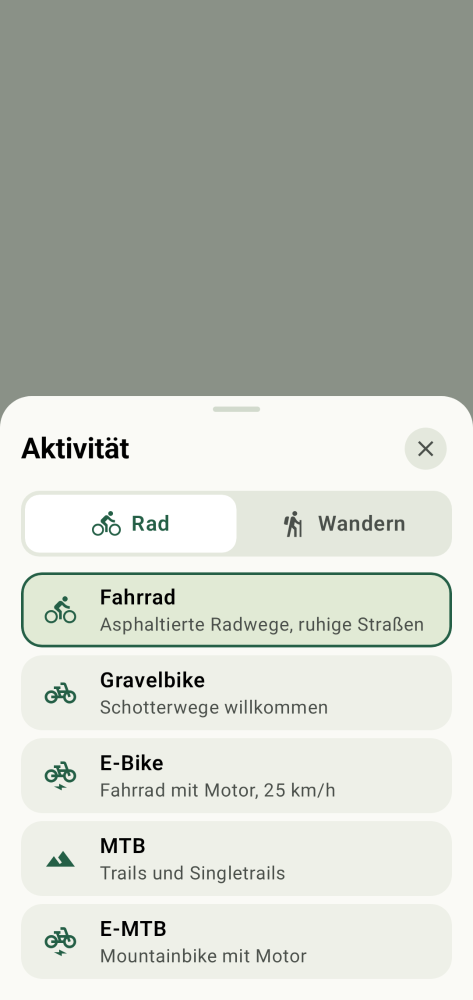 Aktivität
Rad
Wandern
Fahrrad
Asphaltierte Radwege, ruhige Straßen
Gravelbike
Schotterwege willkommen
E-Bike
Fahrrad mit Motor, 25 km/h
MTB
Trails und Singletrails
E-MTB
Mountainbike mit Motor